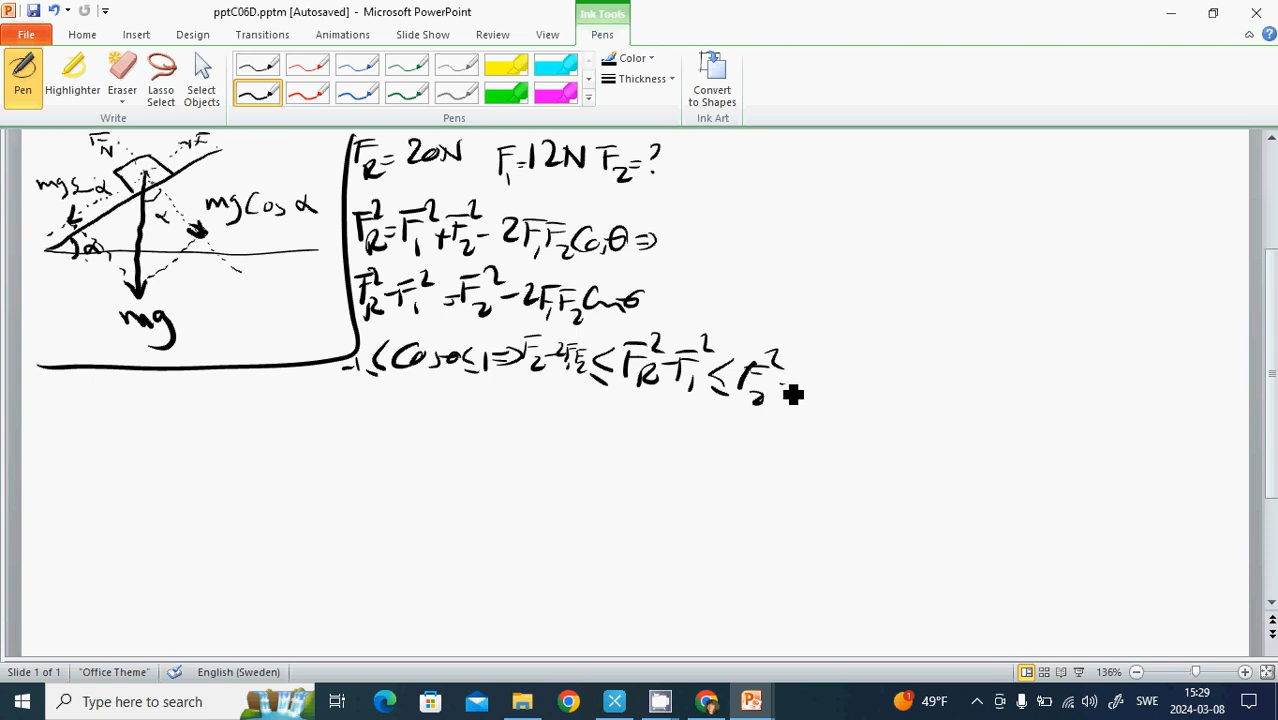 pptC06D.pptm [Autosaved] - Microsoft PowerPoint
Ink Tools
File Home Insert Design Transitions Animations Slide Show Review View Pens
Pen Highlighter Eraser Lasso Select Select Objects
Color
Thickness
Convert to Shapes
Write Pens Ink Art
F_N
mg α
α
α
mg Cos α
mg
F_R = 20N F_1 = 12N F_2 = ?
F_R^2 = F_1^2 + F_2^2 - 2F_1F_2 Cosθ ⇒
F_R^2 - F_1^2 = F_2^2 - 2F_1F_2 Cosθ
-1 ≤ Cosθ ≤ 1 ⇒ F_2^2 - 2F_1F_2 ≤ F_R^2 - F_1^2 ≤ F_2^2
Slide 1 of 1 "Office Theme" English (Sweden) 136%
Type here to search
1 49°F SWE 15:29
2024-03-08